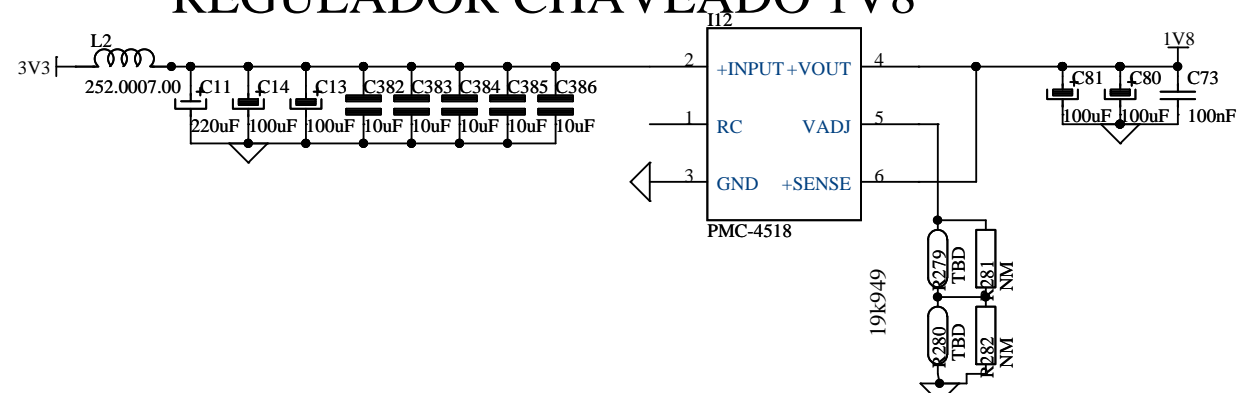 REGULADOR CHAVEADO 1V8
I12
L2
1V8
3V3
2
+INPUT
+VOUT
4
252.0007.00
C11
C14
C13
C382
C383
C384
C385
C386
C81
C80
C73
220uF
100uF
100uF
10uF
10uF
10uF
10uF
10uF
1
RC
VADJ
5
100uF
100uF
100nF
3
GND
+SENSE
6
PMC-4518
R279
TBD
R281
NM
19k949
R280
TBD
R282
NM